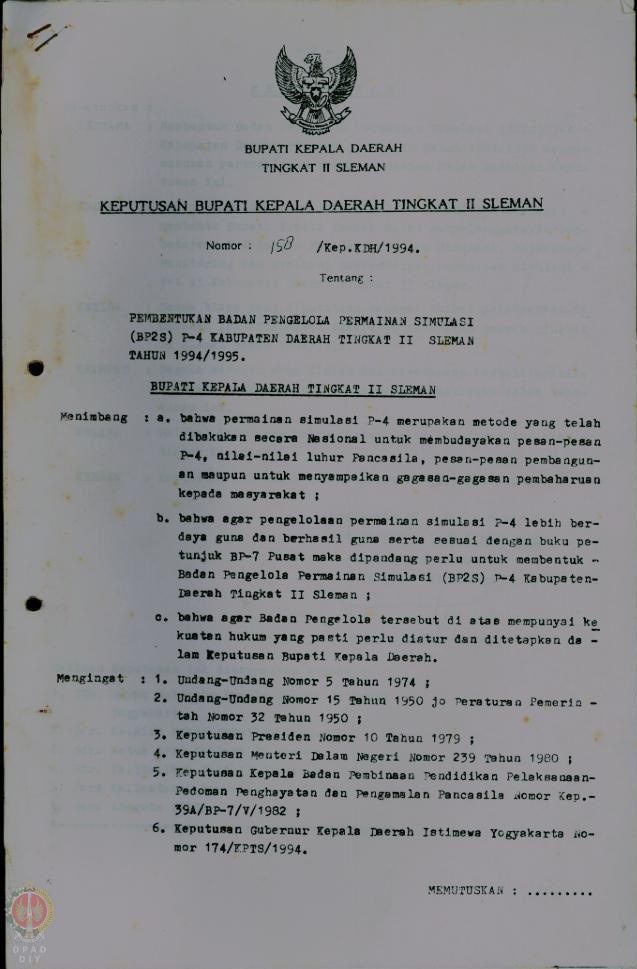 BUPATI KEPALA DAERAH
TINGKAT II SLEMAN
KEPUTUSAN BUPATI KEPALA DAERAH TINGKAT II SLEMAN
Nomor : 158 /Kep.KDH/1994.
Tentang :
PEMBENTUKAN BADAN PENGELOLA PERMAINAN SIMULASI
(BP2S) P-4 KABUPATEN DAERAH TINGKAT II SLEMAN
TAHUN 1994/1995.
BUPATI KEPALA DAERAH TINGKAT II SLEMAN
Menimbang : a. bahwa permainan simulasi P-4 merupakan metode yang telah
dibakukan secara Nasional untuk membudayakan pesan-pesan
P-4, nilai-nilai luhur Pancasila, pesan-pesan pembangun-
an maupun untuk menyampaikan gagasan-gagasan pembaharuan
kepada masyarakat ;
b. bahwa agar pengelolaan permainan simulasi P-4 lebih ber-
daya guna dan berhasil guna serta sesuai dengan buku pe-
tunjuk BP-7 Pusat maka dipandang perlu untuk membentuk -
Badan Pengelola Permainan Simulasi (BP2S) P-4 Kabupaten-
Daerah Tingkat II Sleman ;
c. bahwa agar Badan Pengelola tersebut di atas mempunyai ke
kuatan hukum yang pasti perlu diatur dan ditetapkan da -
lam Keputusan Bupati Kepala Daerah.
Mengingat : 1. Undang-Undang Nomor 5 Tahun 1974 ;
2. Undang-Undang Nomor 15 Tahun 1950 jo Peraturan Pemerin -
tah Nomor 32 Tahun 1950 ;
3. Keputusan Presiden Nomor 10 Tahun 1979 ;
4. Keputusan Menteri Dalam Negeri Nomor 239 Tahun 1980 ;
5. Keputusan Kepala Badan Pembinaan Pendidikan Pelaksanaan-
Pedoman Penghayatan dan Pengamalan Pancasila Nomor Kep.-
39A/BP-7/V/1982 ;
6. Keputusan Gubernur Kepala Daerah Istimewa Yogyakarta No-
mor 174/KPTS/1994.
MEMUTUSKAN : .........
DPAD
DIY